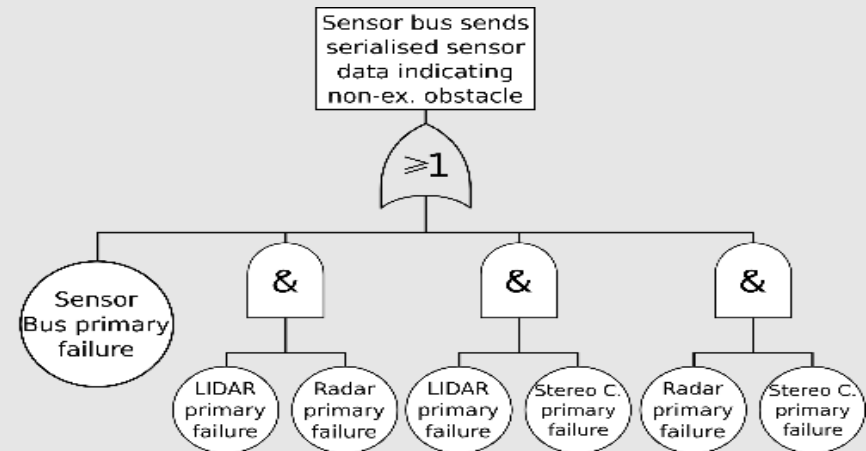 Sensor bus sends
serialised sensor
data indicating
non-ex. obstacle
⩾1
&
&
&
Sensor
Bus primary
failure
LIDAR
primary
failure
Radar
primary
failure
LIDAR
primary
failure
Stereo C.
primary
failure
Radar
primary
failure
Stereo C.
primary
failure